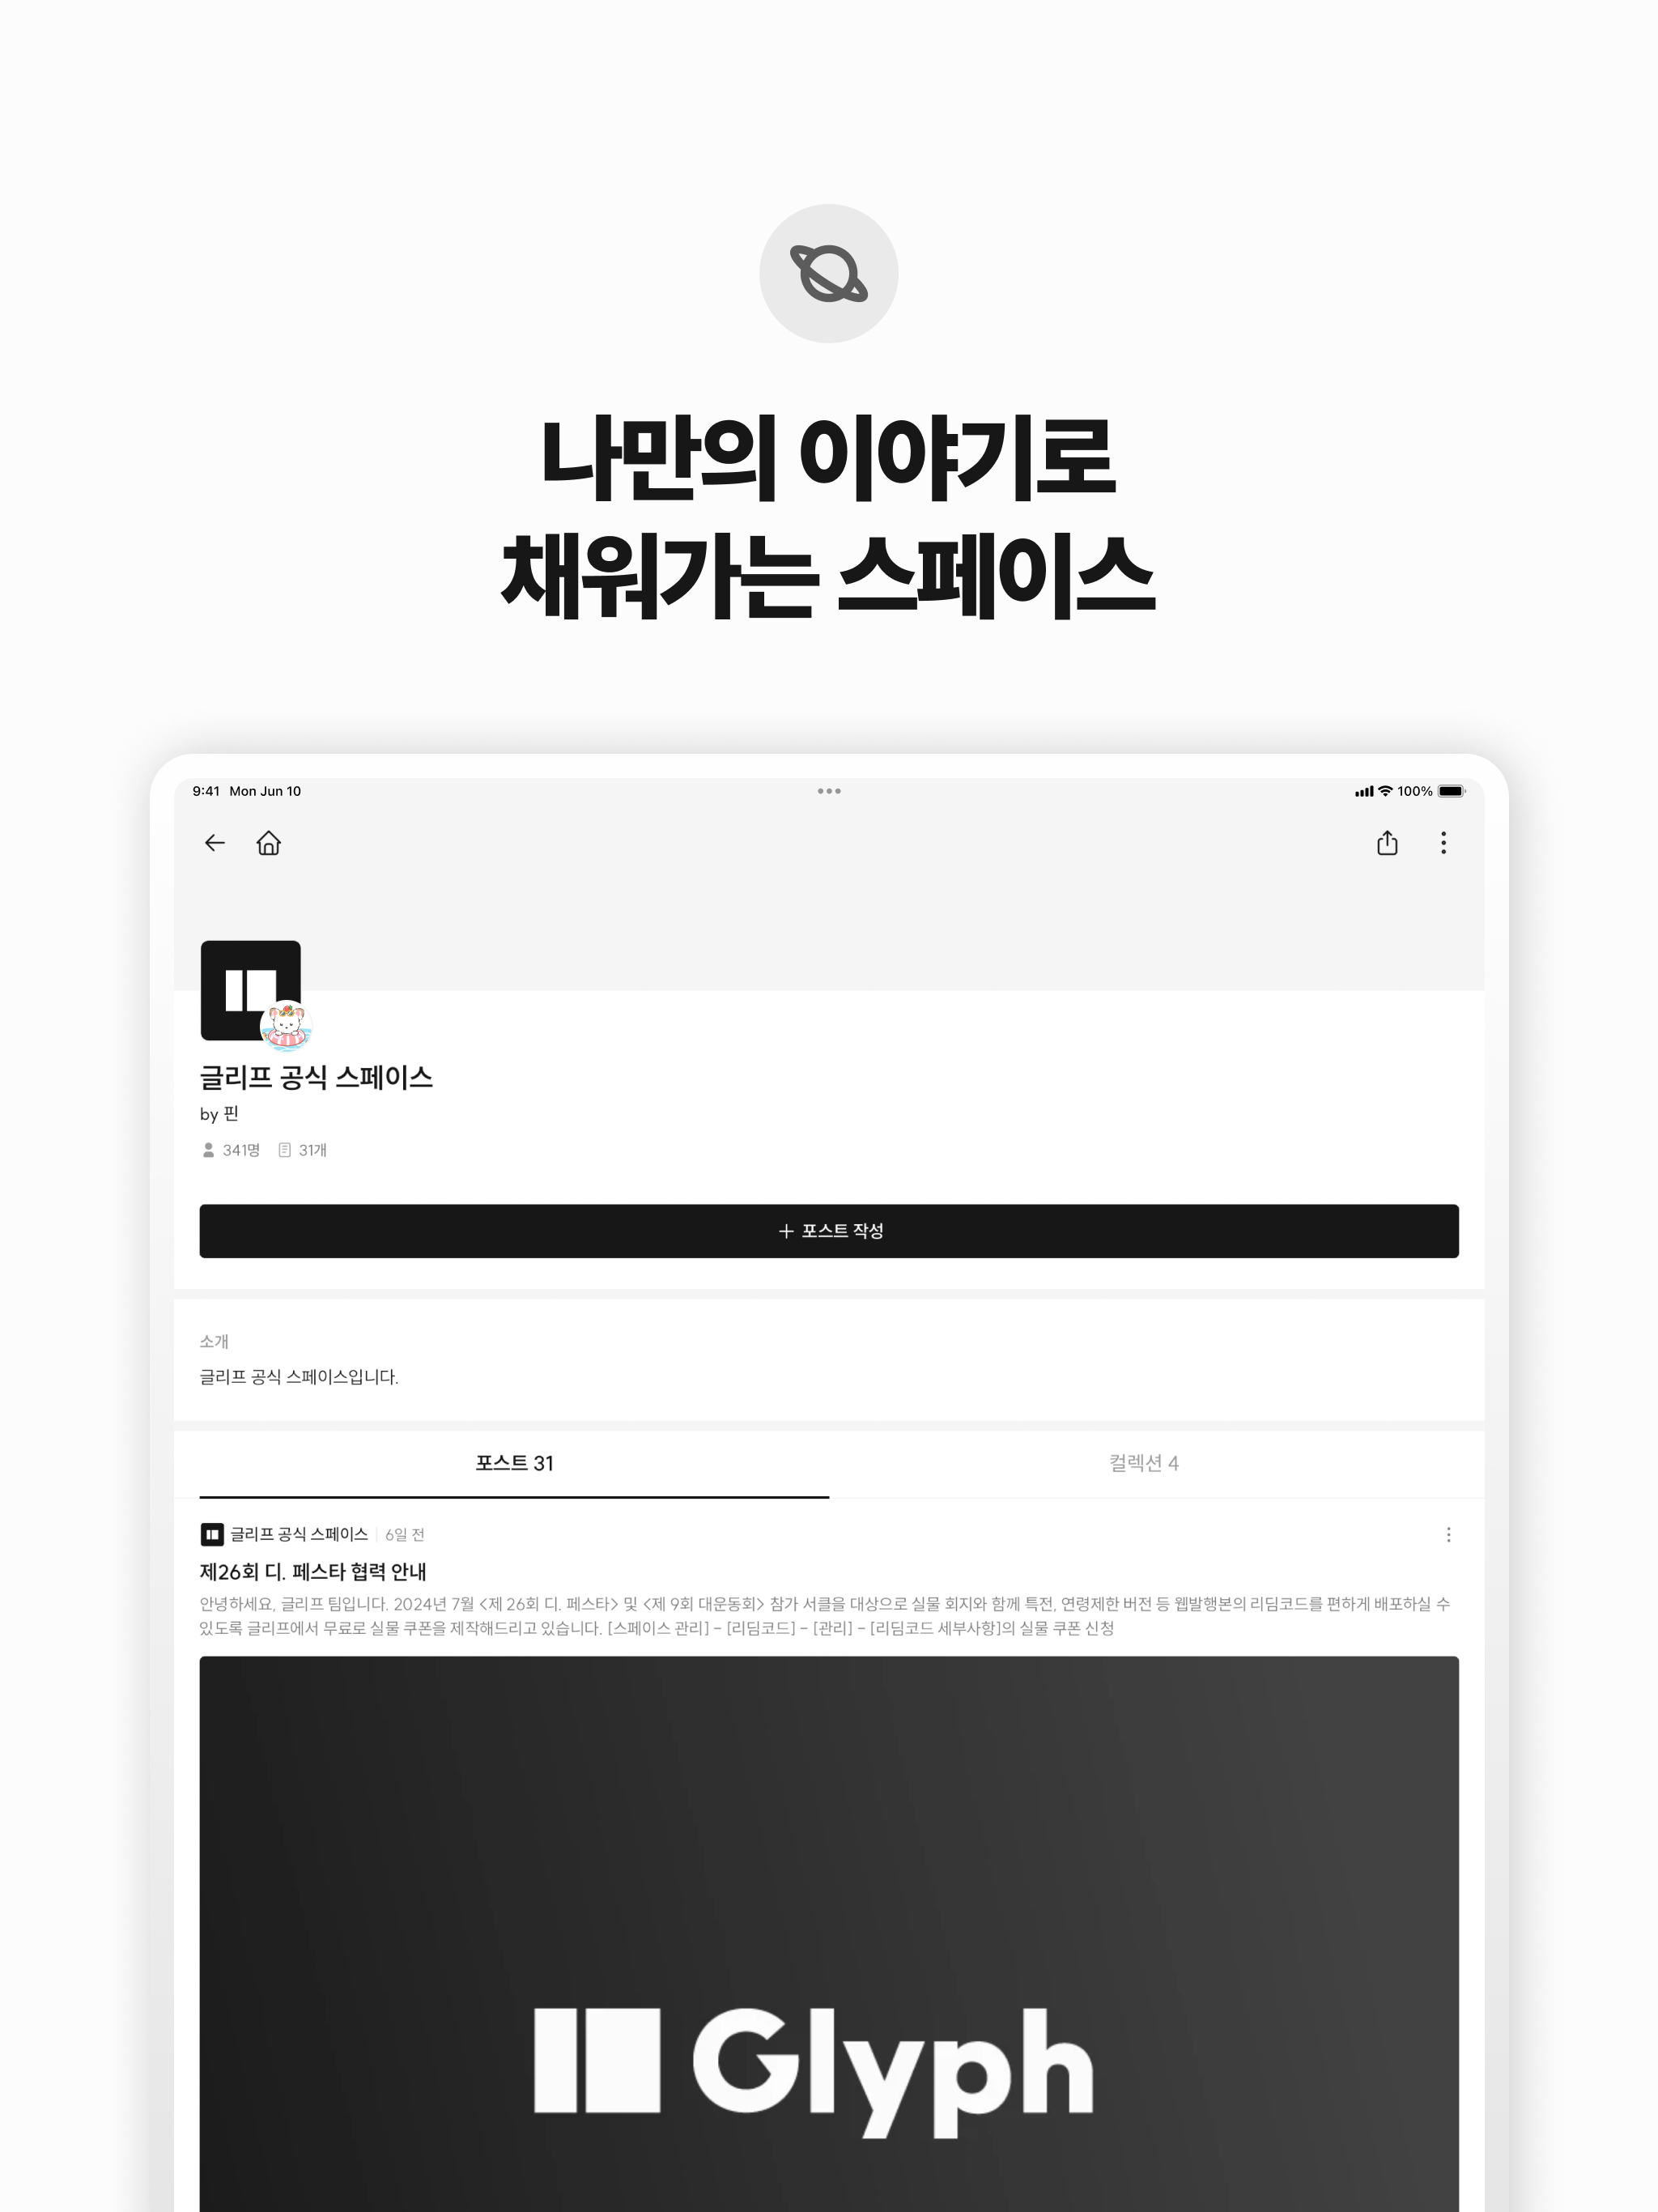 나만의 이야기로
채워가는 스페이스
9:41 Mon Jun 10
100%
글리프 공식 스페이스
by 핀
341명 31개
포스트 작성
소개
글리프 공식 스페이스입니다.
포스트 31
컬렉션 4
글리프 공식 스페이스 6일 전
제26회 디. 페스타 협력 안내
안녕하세요, 글리프 팀입니다. 2024년 7월 <제 26회 디. 페스타> 및 <제 9회 대운동회> 참가 서클을 대상으로 실물 회지와 함께 특전, 연령제한 버전 등 웹발행본의 리딤코드를 편하게 배포하실 수
있도록 글리프에서 무료로 실물 쿠폰을 제작해드리고 있습니다. [스페이스 관리] - [리딤코드] - [관리] - [리딤코드 세부사항]의 실물 쿠폰 신청
Glyph